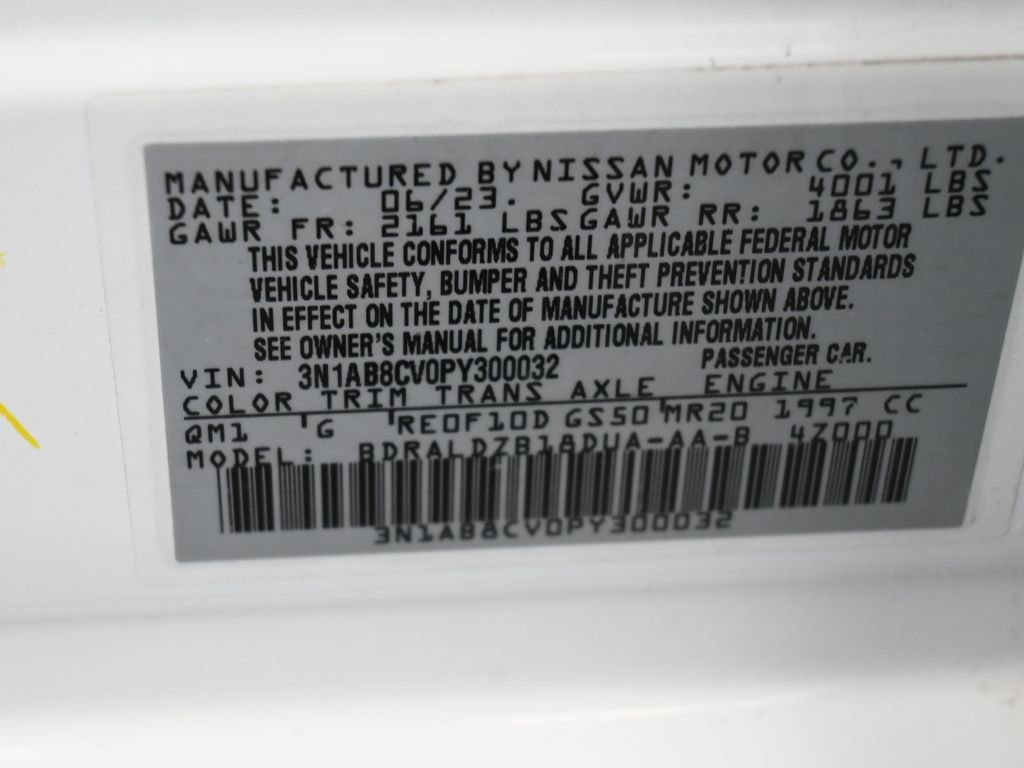 MANUFACTURED BY NISSAN MOTOR CO., LTD.
DATE: 06/23. GVWR: 4001 LBS
GAWR FR: 2161 LBS GAWR RR: 1863 LBS
THIS VEHICLE CONFORMS TO ALL APPLICABLE FEDERAL MOTOR
VEHICLE SAFETY, BUMPER AND THEFT PREVENTION STANDARDS
IN EFFECT ON THE DATE OF MANUFACTURE SHOWN ABOVE.
SEE OWNER'S MANUAL FOR ADDITIONAL INFORMATION.
VIN: 3N1AB8CV0PY300032 PASSENGER CAR.
COLOR TRIM TRANS AXLE ENGINE
QM1 G RE0F10D GS50 MR20 1997 CC
MODEL: BDRALDZB18DUA-AA-B 4Z000
3N1AB8CV0PY300032